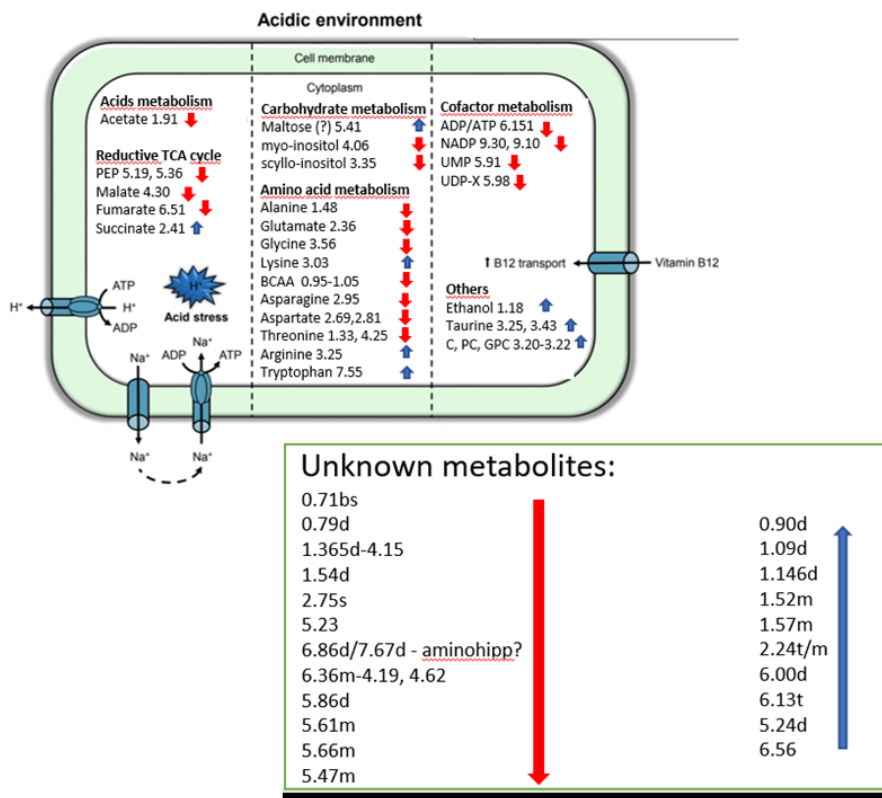 Acidic environment
Cell membrane
Cytoplasm
Acids metabolism
Acetate 1.91
Reductive TCA cycle
PEP 5.19, 5.36
Malate 4.30
Fumarate 6.51
Succinate 2.41
Carbohydrate metabolism
Maltose (?) 5.41
myo-inositol 4.06
scyllo-inositol 3.35
Amino acid metabolism
Alanine 1.48
Glutamate 2.36
Glycine 3.56
Lysine 3.03
BCAA 0.95-1.05
Asparagine 2.95
Aspartate 2.69,2.81
Threonine 1.33, 4.25
Arginine 3.25
Tryptophan 7.55
Cofactor metabolism
ADP/ATP 6.151
NADP 9.30, 9.10
UMP 5.91
UDP-X 5.98
B12 transport
Vitamin B12
Others
Ethanol 1.18
Taurine 3.25, 3.43
C, PC, GPC 3.20-3.22
ATP
H⁺
H⁺
ADP
H⁺
Acid stress
Na⁺
ADP
Na⁺
ATP
Na⁺
Na⁺
Unknown metabolites:
0.71bs
0.79d
1.365d-4.15
1.54d
2.75s
5.23
6.86d/7.67d - aminohipp?
6.36m-4.19, 4.62
5.86d
5.61m
5.66m
5.47m
0.90d
1.09d
1.146d
1.52m
1.57m
2.24t/m
6.00d
6.13t
5.24d
6.56